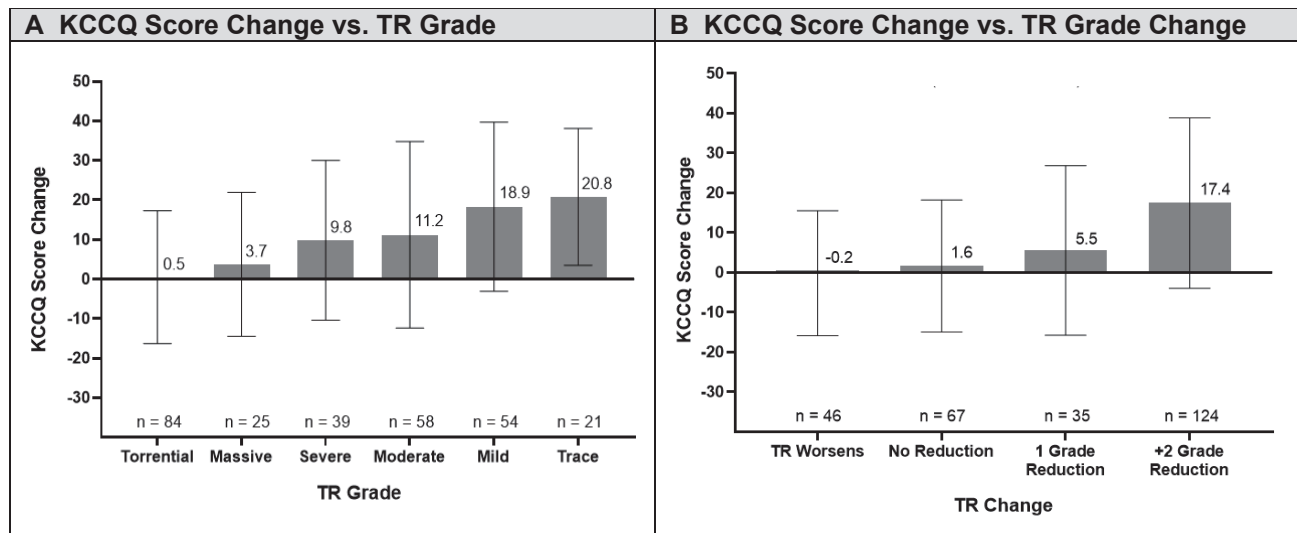 A KCCQ Score Change vs. TR Grade
KCCQ Score Change
50
40
30
20
10
0
-10
-20
-30
0.5
3.7
9.8
11.2
18.9
20.8
n = 84
n = 25
n = 39
n = 58
n = 54
n = 21
Torrential
Massive
Severe
Moderate
Mild
Trace
TR Grade
B KCCQ Score Change vs. TR Grade Change
KCCQ Score Change
50
40
30
20
10
0
-10
-20
-30
-0.2
1.6
5.5
17.4
n = 46
n = 67
n = 35
n = 124
TR Worsens
No Reduction
1 Grade
Reduction
+2 Grade
Reduction
TR Change